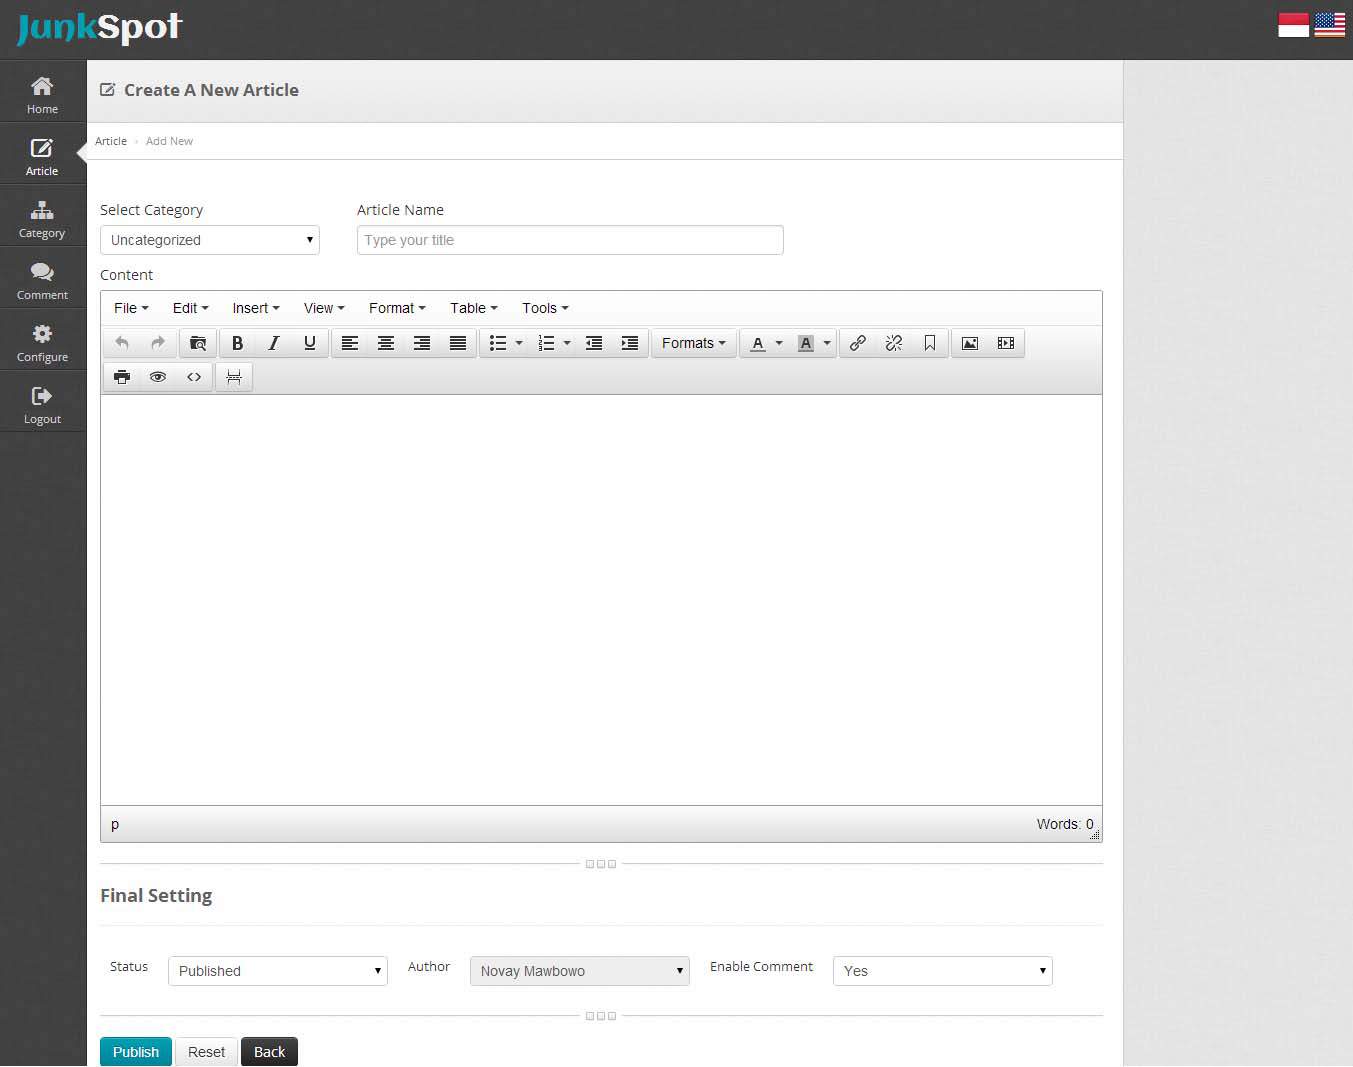 JunkSpot
Home
Article
Category
Comment
Configure
Logout
Create A New Article
Article › Add New
Select Category
Article Name
Uncategorized
Type your title
Content
File Edit Insert View Format Table Tools
B I U Formats A A
p
Words: 0
Final Setting
Status Published Author Novay Mawbowo Enable Comment Yes
Publish Reset Back